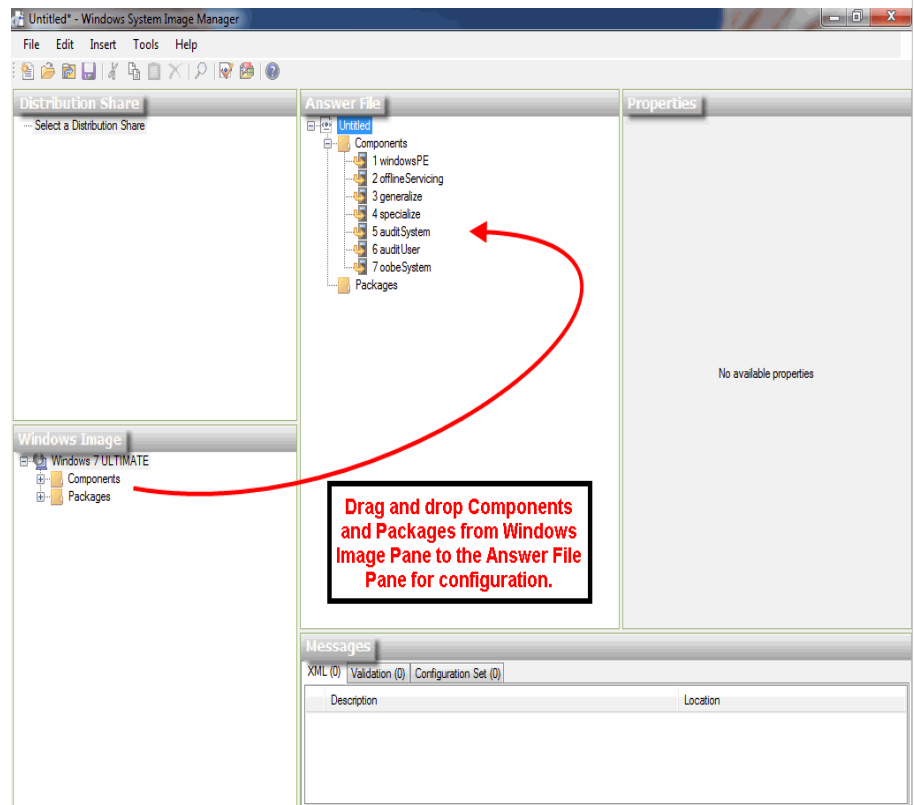 Untitled* - Windows System Image Manager
File Edit Insert Tools Help
Distribution Share
Select a Distribution Share
Answer File
Untitled
Components
1 windowsPE
2 offlineServicing
3 generalize
4 specialize
5 auditSystem
6 auditUser
7 oobeSystem
Packages
Properties
No available properties
Windows Image
Windows 7 ULTIMATE
Components
Packages
Drag and drop Components
and Packages from Windows
Image Pane to the Answer File
Pane for configuration.
Messages
XML (0) Validation (0) Configuration Set (0)
Description Location